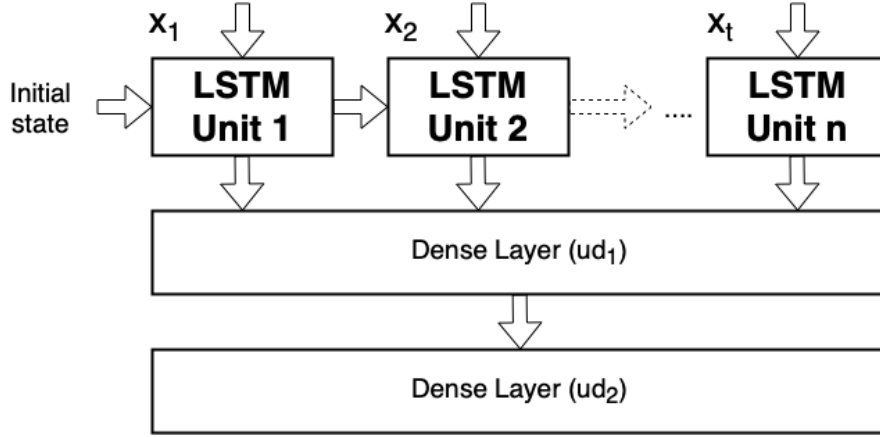 x₁
x₂
xₜ
Initial
state
LSTM
Unit 1
LSTM
Unit 2
....
LSTM
Unit n
Dense Layer (ud₁)
Dense Layer (ud₂)